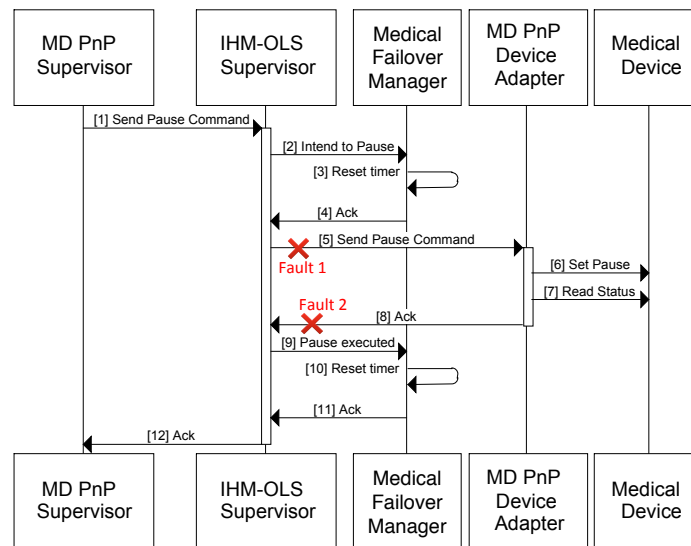 MD PnP
Supervisor
IHM-OLS
Supervisor
Medical
Failover
Manager
MD PnP
Device
Adapter
Medical
Device
[1] Send Pause Command
[2] Intend to Pause
[3] Reset timer
[4] Ack
[5] Send Pause Command
Fault 1
[6] Set Pause
[7] Read Status
Fault 2
[8] Ack
[9] Pause executed
[10] Reset timer
[11] Ack
[12] Ack
MD PnP
Supervisor
IHM-OLS
Supervisor
Medical
Failover
Manager
MD PnP
Device
Adapter
Medical
Device